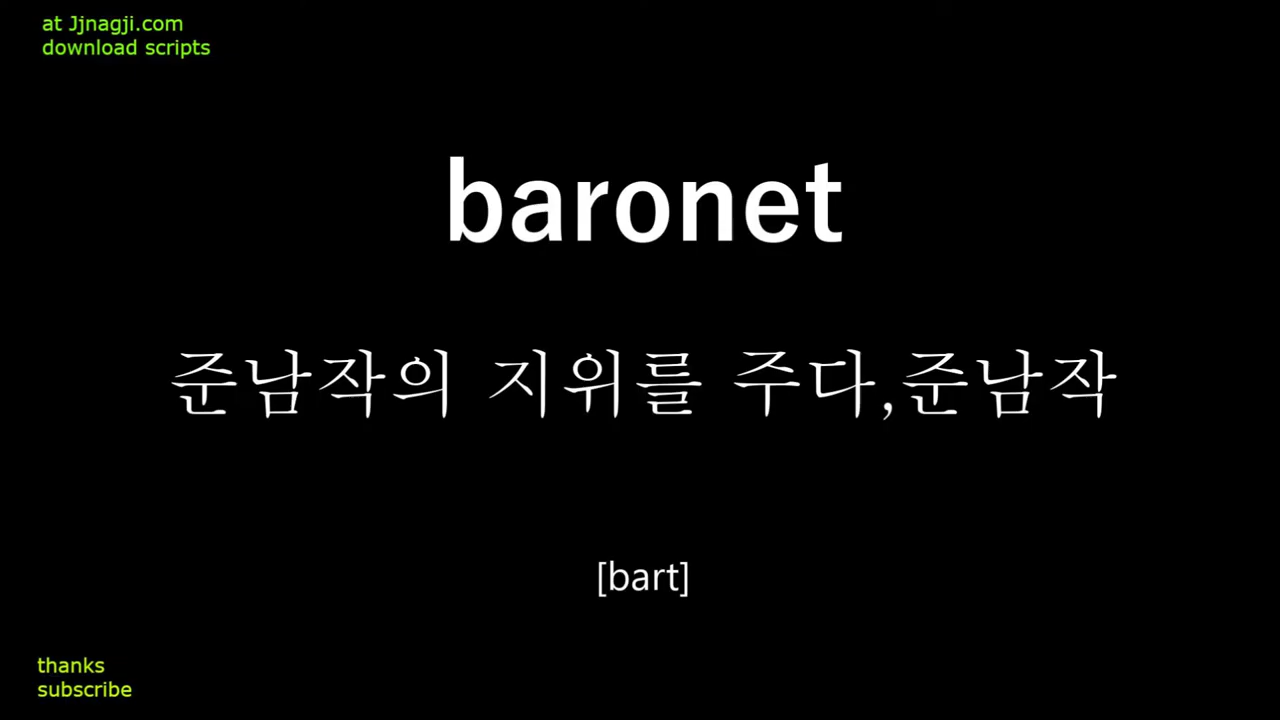 at Jjnagji.com
download scripts
baronet
준남작의 지위를 주다,준남작
[bart]
thanks
subscribe